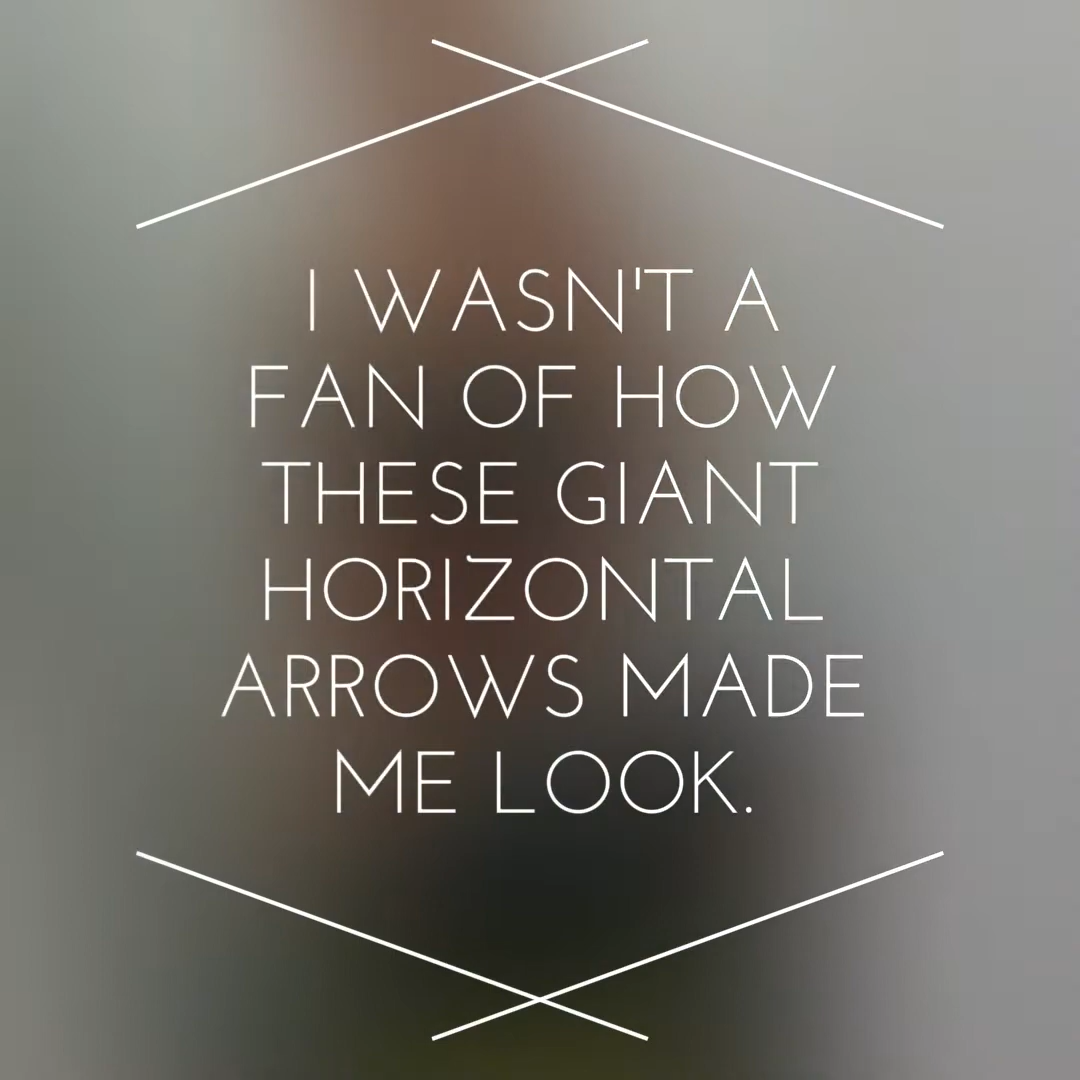 I WASN'T A
FAN OF HOW
THESE GIANT
HORIZONTAL
ARROWS MADE
ME LOOK.